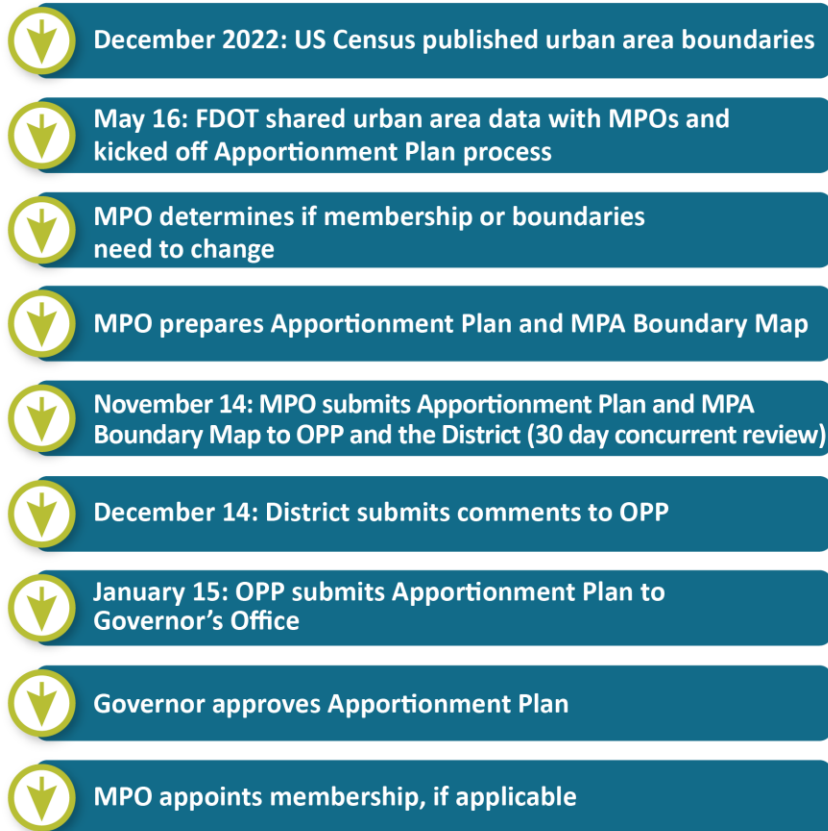 December 2022: US Census published urban area boundaries
May 16: FDOT shared urban area data with MPOs and
kicked off Apportionment Plan process
MPO determines if membership or boundaries
need to change
MPO prepares Apportionment Plan and MPA Boundary Map
November 14: MPO submits Apportionment Plan and MPA
Boundary Map to OPP and the District (30 day concurrent review)
December 14: District submits comments to OPP
January 15: OPP submits Apportionment Plan to
Governor’s Office
Governor approves Apportionment Plan
MPO appoints membership, if applicable